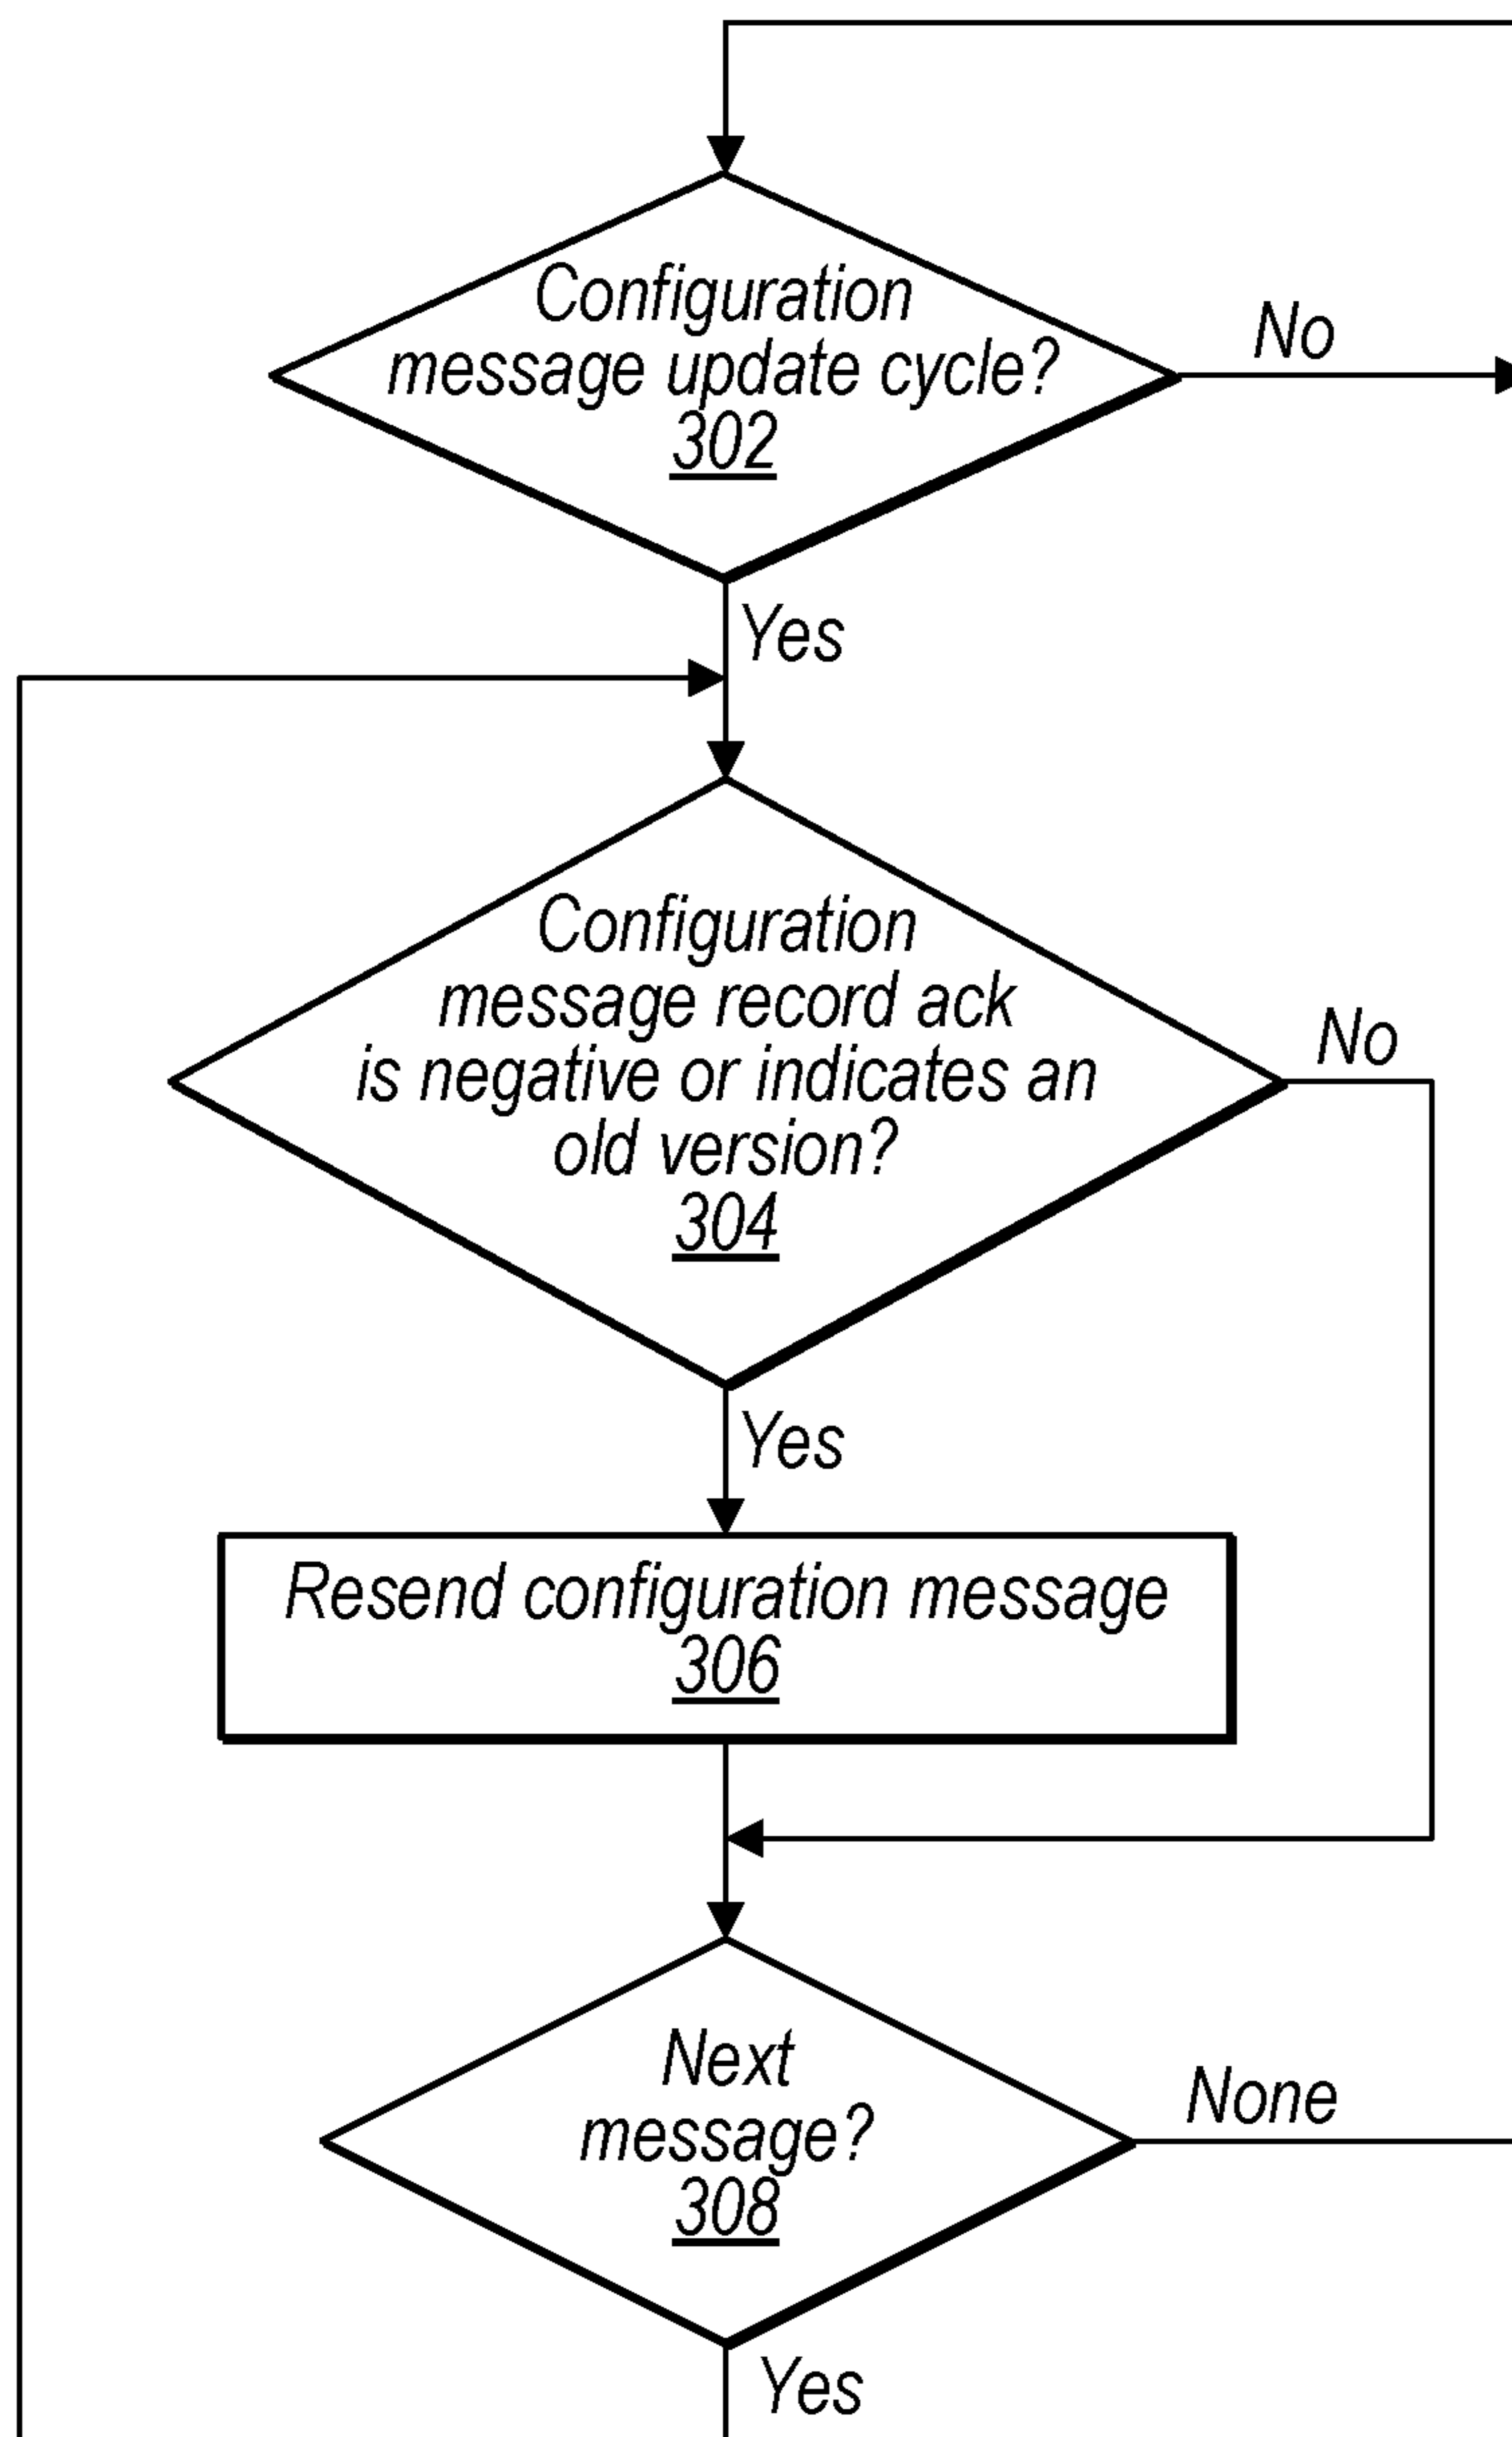 Configuration
message update cycle?
302
No
Yes
Configuration
message record ack
is negative or indicates an
old version?
304
No
Yes
Resend configuration message
306
Next
message?
308
None
Yes